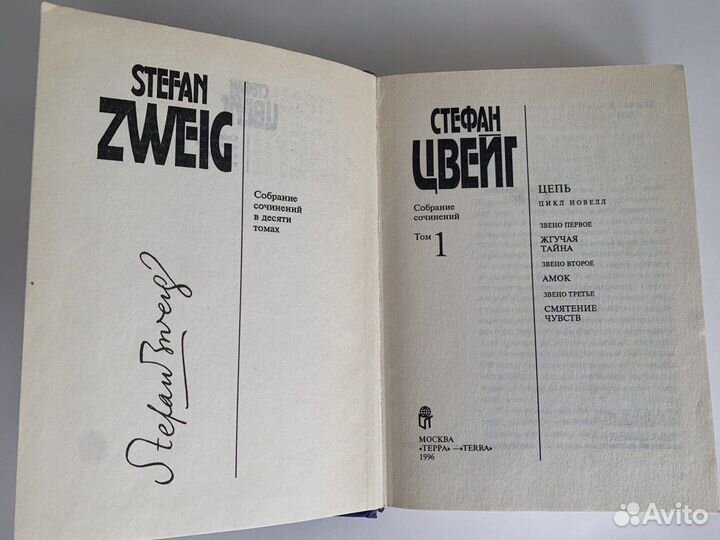 STEFAN
ZWEIG
Собрание
сочинений
в десяти
томах
Stefan Zweig
СТЕФАН
ЦВЕЙГ
Собрание
сочинений
Том 1
ЦЕПЬ
ЦИКЛ НОВЕЛЛ
ЗВЕНО ПЕРВОЕ
ЖГУЧАЯ
ТАЙНА
ЗВЕНО ВТОРОЕ
АМОК
ЗВЕНО ТРЕТЬЕ
СМЯТЕНИЕ
ЧУВСТВ
МОСКВА
«ТЕРРА» —«TERRA»
1996
Avito